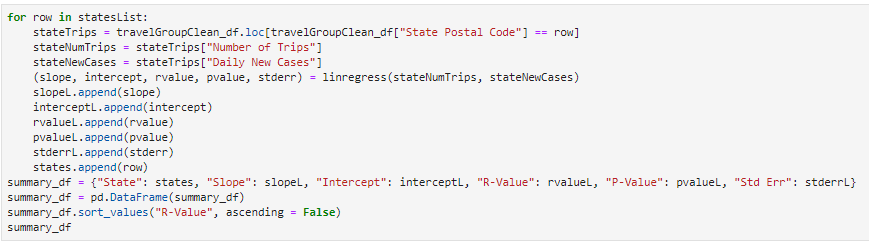 for row in statesList:
    stateTrips = travelGroupClean_df.loc[travelGroupClean_df["State Postal Code"] == row]
    stateNumTrips = stateTrips["Number of Trips"]
    stateNewCases = stateTrips["Daily New Cases"]
    (slope, intercept, rvalue, pvalue, stderr) = linregress(stateNumTrips, stateNewCases)
    slopeL.append(slope)
    interceptL.append(intercept)
    rvalueL.append(rvalue)
    pvalueL.append(pvalue)
    stderrL.append(stderr)
    states.append(row)
summary_df = {"State": states, "Slope": slopeL, "Intercept": interceptL, "R-Value": rvalueL, "P-Value": pvalueL, "Std Err": stderrL}
summary_df = pd.DataFrame(summary_df)
summary_df.sort_values("R-Value", ascending = False)
summary_df